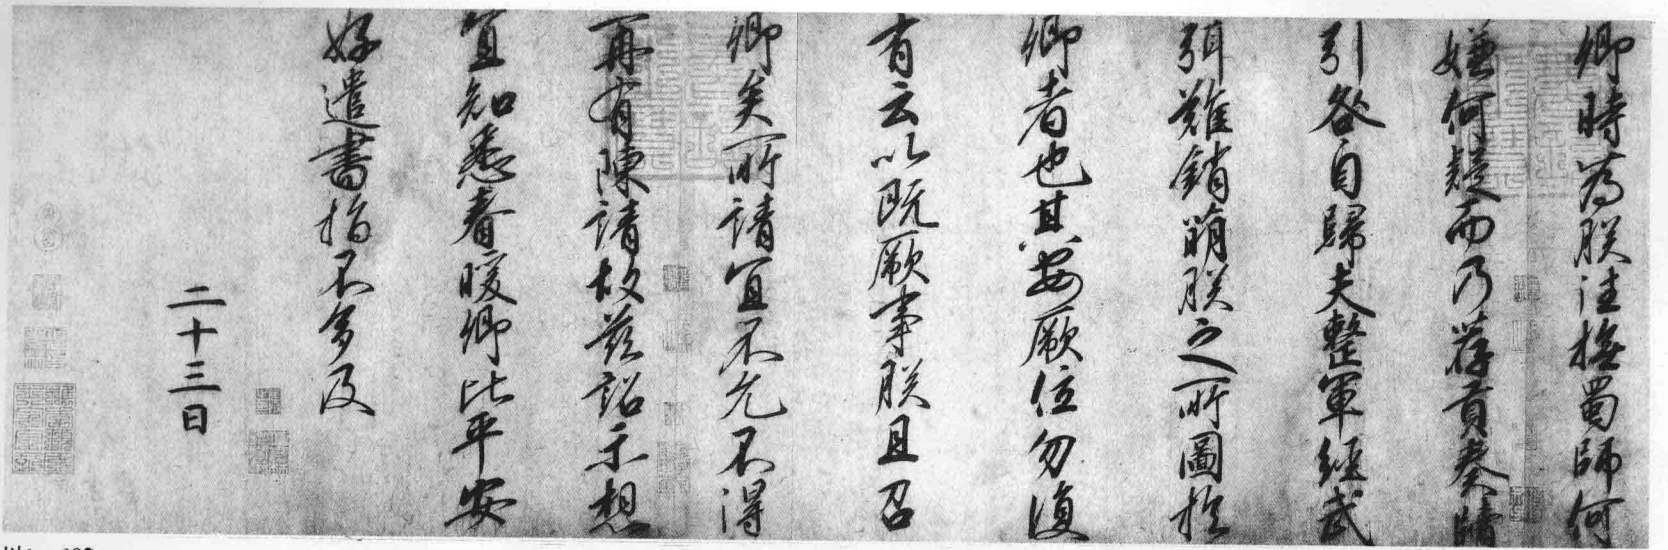 卿時為朕往撫蜀師何
嫌何疑而乃荐貢奏牘
引咎自歸夫整軍經武
弭難銷萌朕之所圖於
卿者也其安厥位勿復
有云以既厥事朕且召
卿矣所請宜不允不得
再有陳請故茲詔示想
宜知悉春暖卿比平安
好遣書指不多及
二十三日